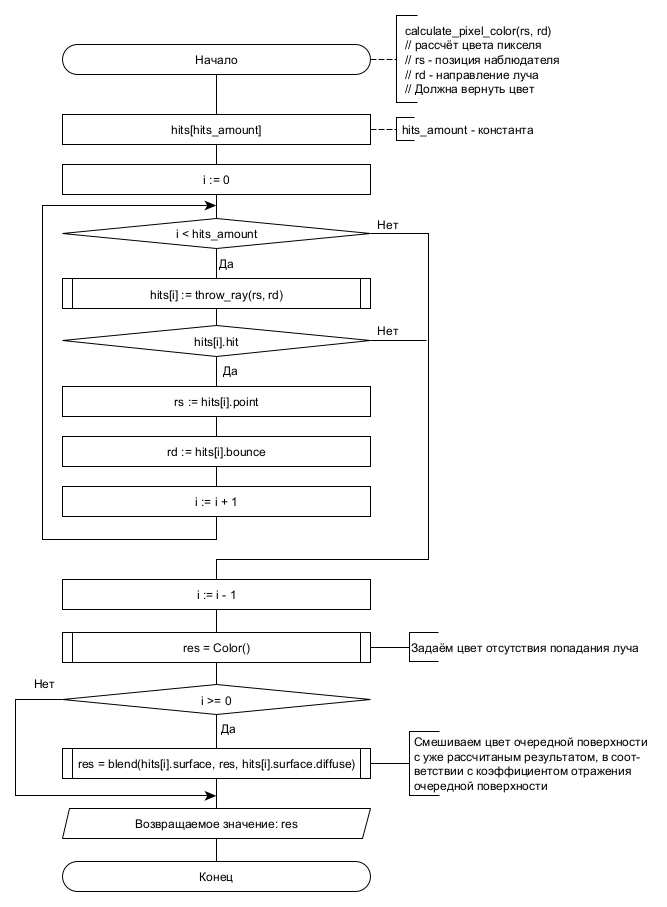 calculate_pixel_color(rs, rd)
// рассчёт цвета пикселя
// rs - позиция наблюдателя
// rd - направление луча
// Должна вернуть цвет
Начало
hits[hits_amount]
hits_amount - константа
i := 0
i < hits_amount
Нет
Да
hits[i] := throw_ray(rs, rd)
hits[i].hit
Нет
Да
rs := hits[i].point
rd := hits[i].bounce
i := i + 1
i := i - 1
res = Color()
Задаём цвет отсутствия попадания луча
i >= 0
Нет
Да
res = blend(hits[i].surface, res, hits[i].surface.diffuse)
Смешиваем цвет очередной поверхности
с уже рассчитаным результатом, в соот-
ветствии с коэффициентом отражения
очередной поверхности
Возвращаемое значение: res
Конец